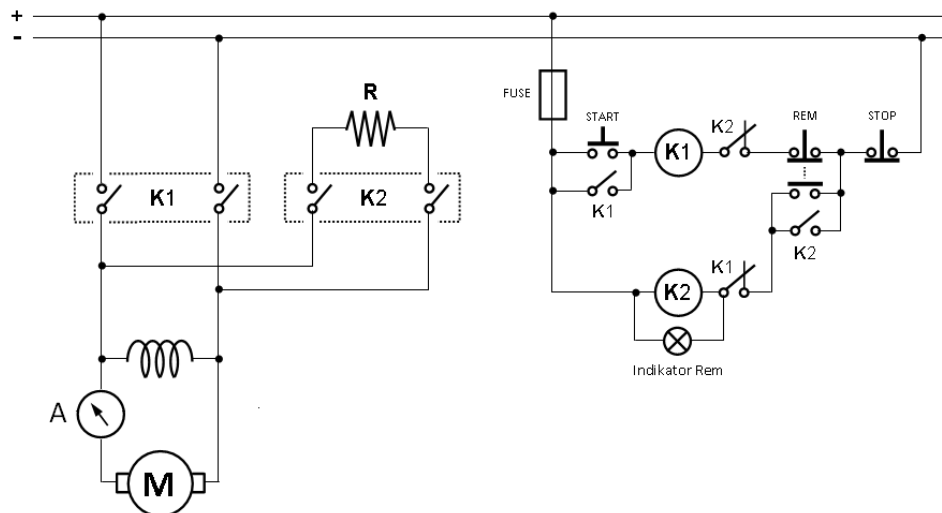 +
-
R
FUSE
START
K2
REM
STOP
K1
K1
K2
K1
K2
K1
K2
Indikator Rem
A
M